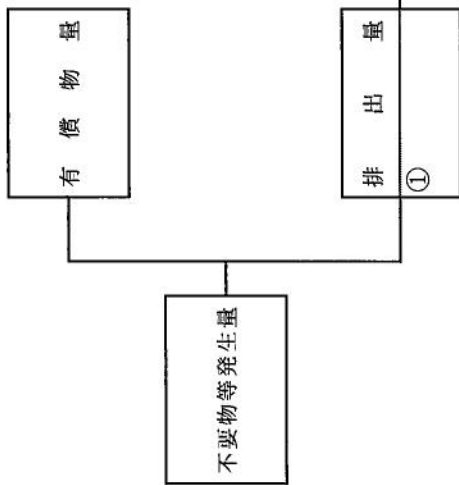 不要物等発生量
有償物量
排出量
①